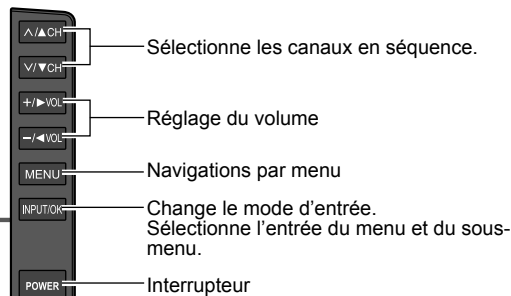 ∧/▲CH
Sélectionne les canaux en séquence.
∨/▼CH
+/►VOL
Réglage du volume
−/◄VOL
MENU
Navigations par menu
INPUT/OK
Change le mode d'entrée.
Sélectionne l'entrée du menu et du sous-
menu.
POWER
Interrupteur